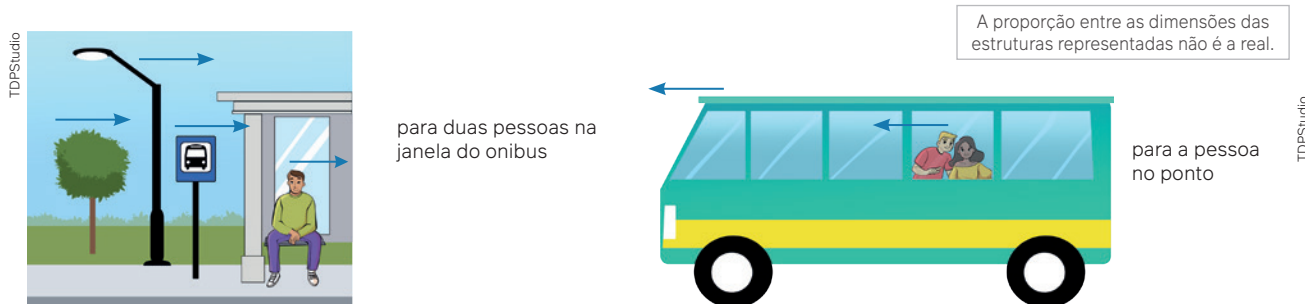 TDPStudio
para duas pessoas na
janela do onibus
A proporção entre as dimensões das
estruturas representadas não é a real.
para a pessoa
no ponto
TDPStudio